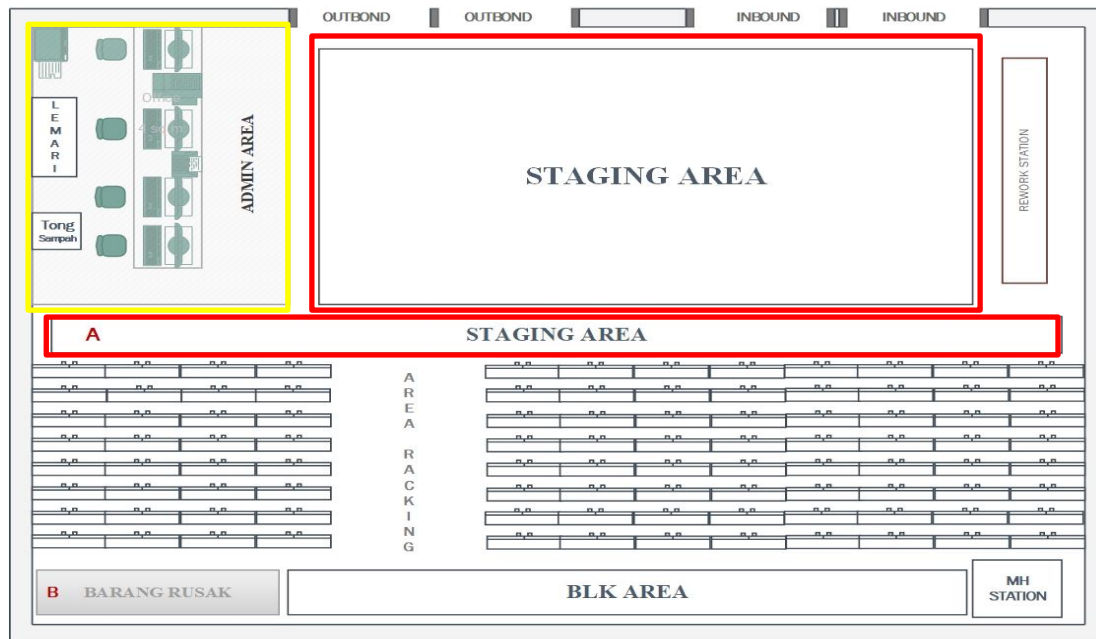 OUTBOND
OUTBOND
INBOUND
INBOUND
LEMARI
Tong
Sampah
ADMIN AREA
STAGING AREA
REWORK STATION
A
STAGING AREA
AREA RACKING
B
BARANG RUSAK
BLK AREA
MH
STATION